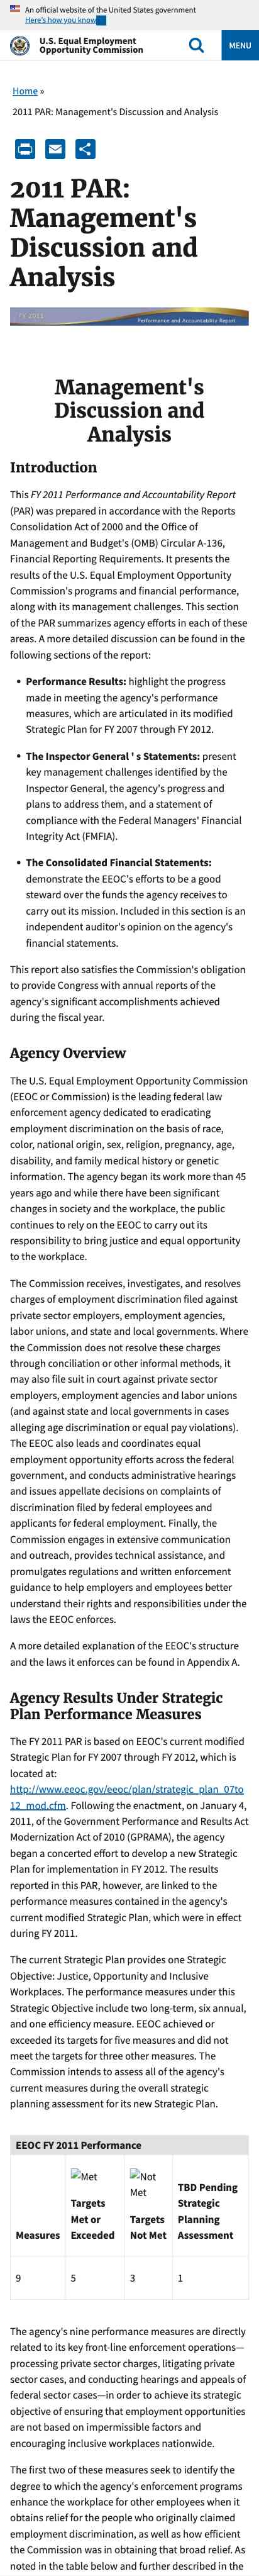 An official website of the United States government
Here's how you know
U.S. Equal Employment
Opportunity Commission
MENU
Home »
2011 PAR: Management's Discussion and Analysis
2011 PAR:
Management's
Discussion and
Analysis
FY 2011
Performance and Accountability Report
Management's
Discussion and
Analysis
Introduction
This FY 2011 Performance and Accountability Report
(PAR) was prepared in accordance with the Reports
Consolidation Act of 2000 and the Office of
Management and Budget's (OMB) Circular A-136,
Financial Reporting Requirements. It presents the
results of the U.S. Equal Employment Opportunity
Commission's programs and financial performance,
along with its management challenges. This section
of the PAR summarizes agency efforts in each of these
areas. A more detailed discussion can be found in the
following sections of the report:
• Performance Results: highlight the progress
made in meeting the agency's performance
measures, which are articulated in its modified
Strategic Plan for FY 2007 through FY 2012.
• The Inspector General ' s Statements: present
key management challenges identified by the
Inspector General, the agency's progress and
plans to address them, and a statement of
compliance with the Federal Managers' Financial
Integrity Act (FMFIA).
• The Consolidated Financial Statements:
demonstrate the EEOC's efforts to be a good
steward over the funds the agency receives to
carry out its mission. Included in this section is an
independent auditor's opinion on the agency's
financial statements.
This report also satisfies the Commission's obligation
to provide Congress with annual reports of the
agency's significant accomplishments achieved
during the fiscal year.
Agency Overview
The U.S. Equal Employment Opportunity Commission
(EEOC or Commission) is the leading federal law
enforcement agency dedicated to eradicating
employment discrimination on the basis of race,
color, national origin, sex, religion, pregnancy, age,
disability, and family medical history or genetic
information. The agency began its work more than 45
years ago and while there have been significant
changes in society and the workplace, the public
continues to rely on the EEOC to carry out its
responsibility to bring justice and equal opportunity
to the workplace.
The Commission receives, investigates, and resolves
charges of employment discrimination filed against
private sector employers, employment agencies,
labor unions, and state and local governments. Where
the Commission does not resolve these charges
through conciliation or other informal methods, it
may also file suit in court against private sector
employers, employment agencies and labor unions
(and against state and local governments in cases
alleging age discrimination or equal pay violations).
The EEOC also leads and coordinates equal
employment opportunity efforts across the federal
government, and conducts administrative hearings
and issues appellate decisions on complaints of
discrimination filed by federal employees and
applicants for federal employment. Finally, the
Commission engages in extensive communication
and outreach, provides technical assistance, and
promulgates regulations and written enforcement
guidance to help employers and employees better
understand their rights and responsibilities under the
laws the EEOC enforces.
A more detailed explanation of the EEOC's structure
and the laws it enforces can be found in Appendix A.
Agency Results Under Strategic
Plan Performance Measures
The FY 2011 PAR is based on EEOC's current modified
Strategic Plan for FY 2007 through FY 2012, which is
located at:
http://www.eeoc.gov/eeoc/plan/strategic_plan_07to
12_mod.cfm. Following the enactment, on January 4,
2011, of the Government Performance and Results Act
Modernization Act of 2010 (GPRAMA), the agency
began a concerted effort to develop a new Strategic
Plan for implementation in FY 2012. The results
reported in this PAR, however, are linked to the
performance measures contained in the agency's
current modified Strategic Plan, which were in effect
during FY 2011.
The current Strategic Plan provides one Strategic
Objective: Justice, Opportunity and Inclusive
Workplaces. The performance measures under this
Strategic Objective include two long-term, six annual,
and one efficiency measure. EEOC achieved or
exceeded its targets for five measures and did not
meet the targets for three other measures. The
Commission intends to assess all of the agency's
current measures during the overall strategic
planning assessment for its new Strategic Plan.
EEOC FY 2011 Performance
Measures
Met
Targets
Met or
Exceeded
Not
Met
Targets
Not Met
TBD Pending
Strategic
Planning
Assessment
9 5 3 1
The agency's nine performance measures are directly
related to its key front-line enforcement operations—
processing private sector charges, litigating private
sector cases, and conducting hearings and appeals of
federal sector cases—in order to achieve its strategic
objective of ensuring that employment opportunities
are not based on impermissible factors and
encouraging inclusive workplaces nationwide.
The first two of these measures seek to identify the
degree to which the agency's enforcement programs
enhance the workplace for other employees when it
obtains relief for the people who originally claimed
employment discrimination, as well as how efficient
the Commission was in obtaining that broad relief. As
noted in the table below and further described in the